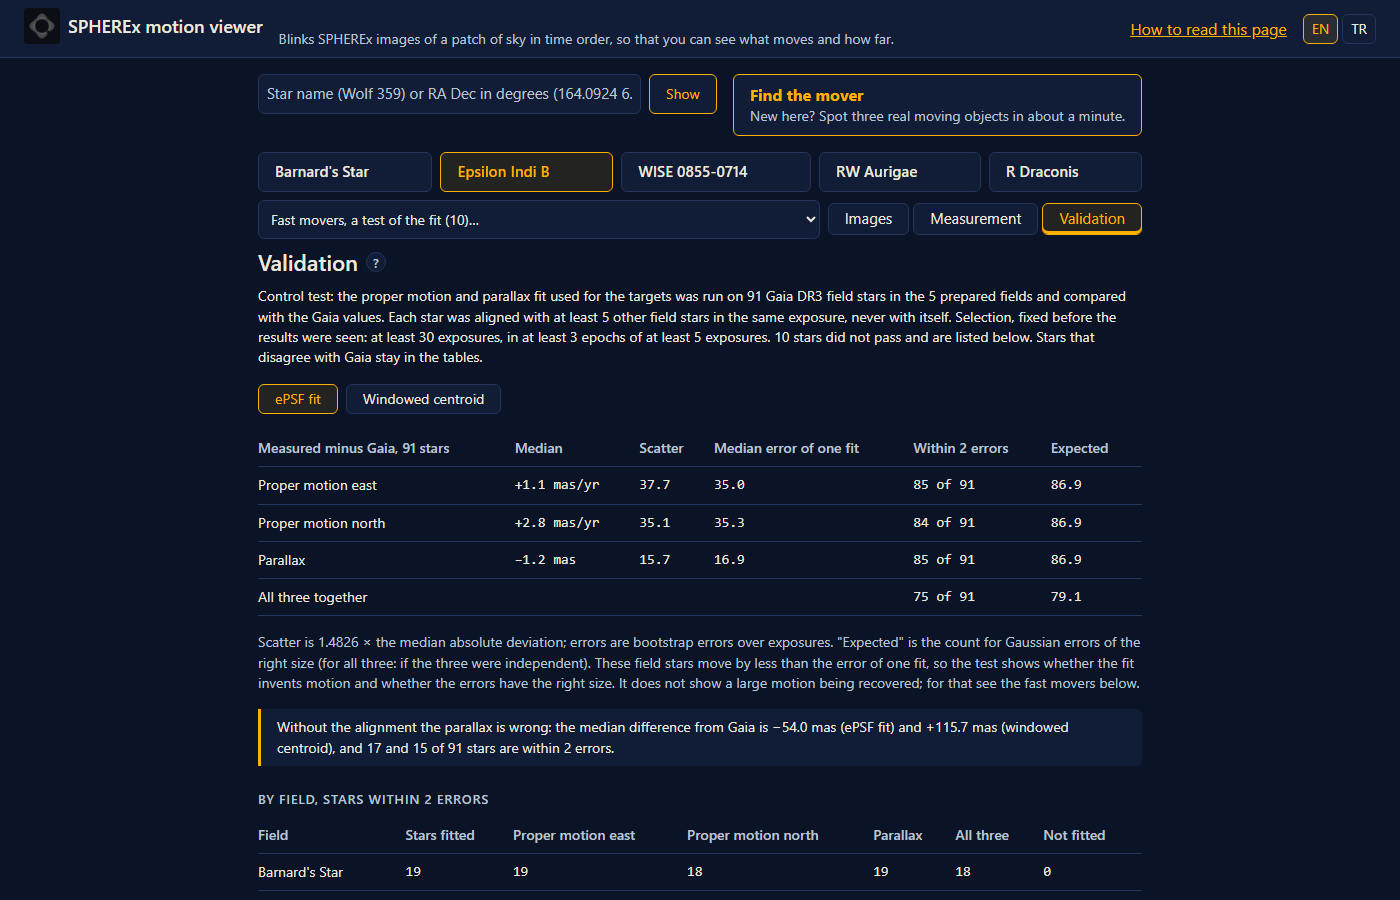 SPHEREx motion viewer
Blinks SPHEREx images of a patch of sky in time order, so that you can see what moves and how far.
How to read this page
EN
TR
Star name (Wolf 359) or RA Dec in degrees (164.0924 6.
Show
Find the mover
New here? Spot three real moving objects in about a minute.
Barnard's Star
Epsilon Indi B
WISE 0855-0714
RW Aurigae
R Draconis
Fast movers, a test of the fit (10)...
Images
Measurement
Validation
Validation ?
Control test: the proper motion and parallax fit used for the targets was run on 91 Gaia DR3 field stars in the 5 prepared fields and compared
with the Gaia values. Each star was aligned with at least 5 other field stars in the same exposure, never with itself. Selection, fixed before the
results were seen: at least 30 exposures, in at least 3 epochs of at least 5 exposures. 10 stars did not pass and are listed below. Stars that
disagree with Gaia stay in the tables.
ePSF fit
Windowed centroid
Measured minus Gaia, 91 stars Median Scatter Median error of one fit Within 2 errors Expected
Proper motion east +1.1 mas/yr 37.7 35.0 85 of 91 86.9
Proper motion north +2.8 mas/yr 35.1 35.3 84 of 91 86.9
Parallax −1.2 mas 15.7 16.9 85 of 91 86.9
All three together 75 of 91 79.1
Scatter is 1.4826 × the median absolute deviation; errors are bootstrap errors over exposures. "Expected" is the count for Gaussian errors of the
right size (for all three: if the three were independent). These field stars move by less than the error of one fit, so the test shows whether the fit
invents motion and whether the errors have the right size. It does not show a large motion being recovered; for that see the fast movers below.
Without the alignment the parallax is wrong: the median difference from Gaia is −54.0 mas (ePSF fit) and +115.7 mas (windowed
centroid), and 17 and 15 of 91 stars are within 2 errors.
BY FIELD, STARS WITHIN 2 ERRORS
Field Stars fitted Proper motion east Proper motion north Parallax All three Not fitted
Barnard's Star 19 19 18 19 18 0